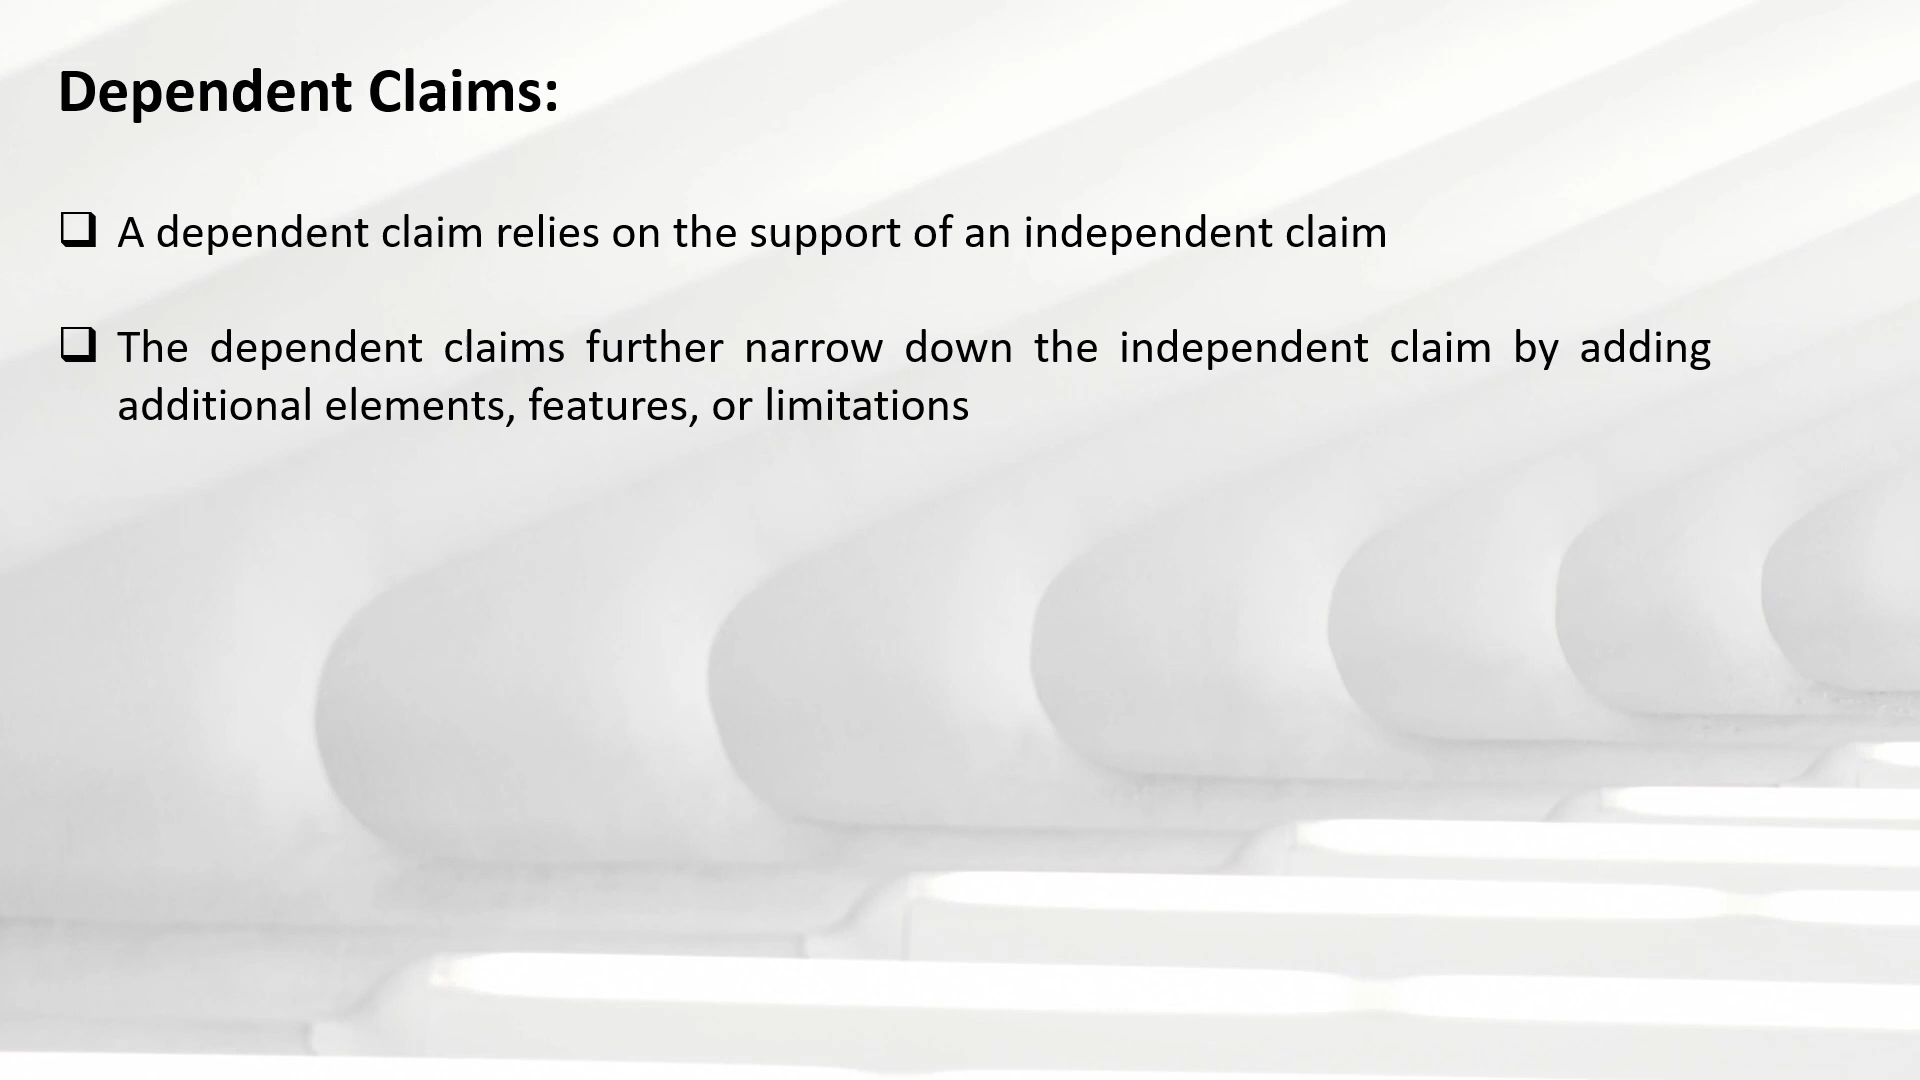 Dependent Claims:
❑ A dependent claim relies on the support of an independent claim
❑ The dependent claims further narrow down the independent claim by adding
additional elements, features, or limitations